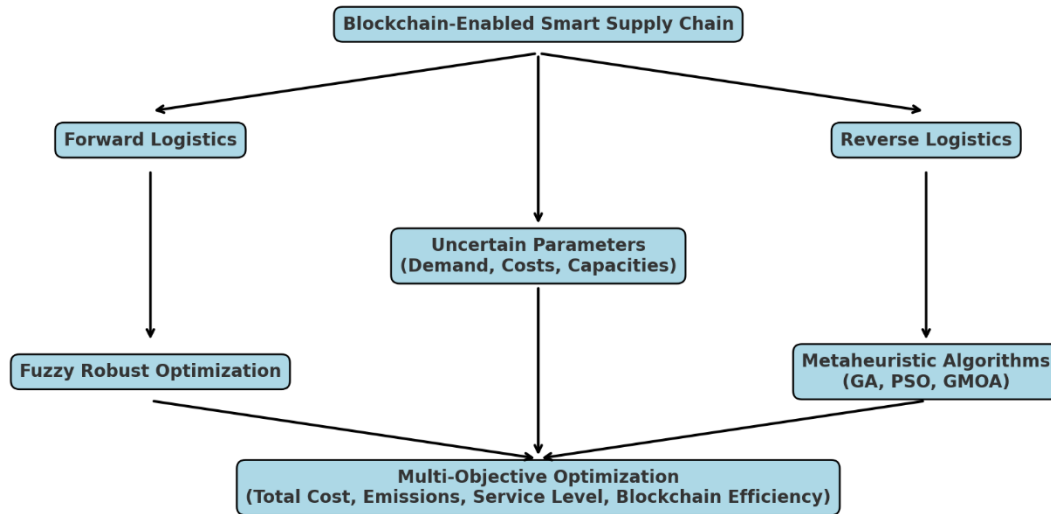 Blockchain-Enabled Smart Supply Chain
Forward Logistics
Reverse Logistics
Uncertain Parameters
(Demand, Costs, Capacities)
Fuzzy Robust Optimization
Metaheuristic Algorithms
(GA, PSO, GMOA)
Multi-Objective Optimization
(Total Cost, Emissions, Service Level, Blockchain Efficiency)